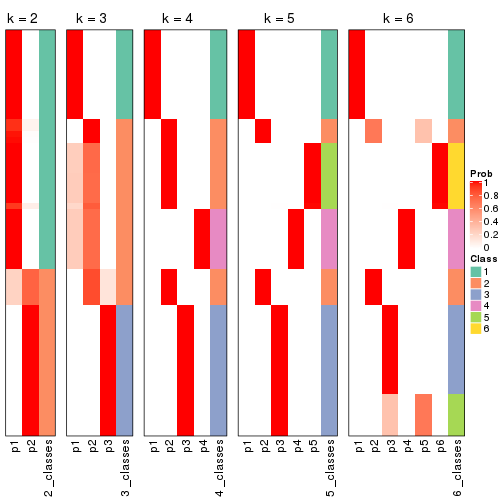 k = 2
k = 3
k = 4
k = 5
k = 6
Prob
1
0.8
0.6
0.4
0.2
0
Class
1
2
3
4
5
6
p1
p2
2_classes
p1
p2
p3
3_classes
p1
p2
p3
p4
4_classes
p1
p2
p3
p4
p5
5_classes
p1
p2
p3
p4
p5
p6
6_classes